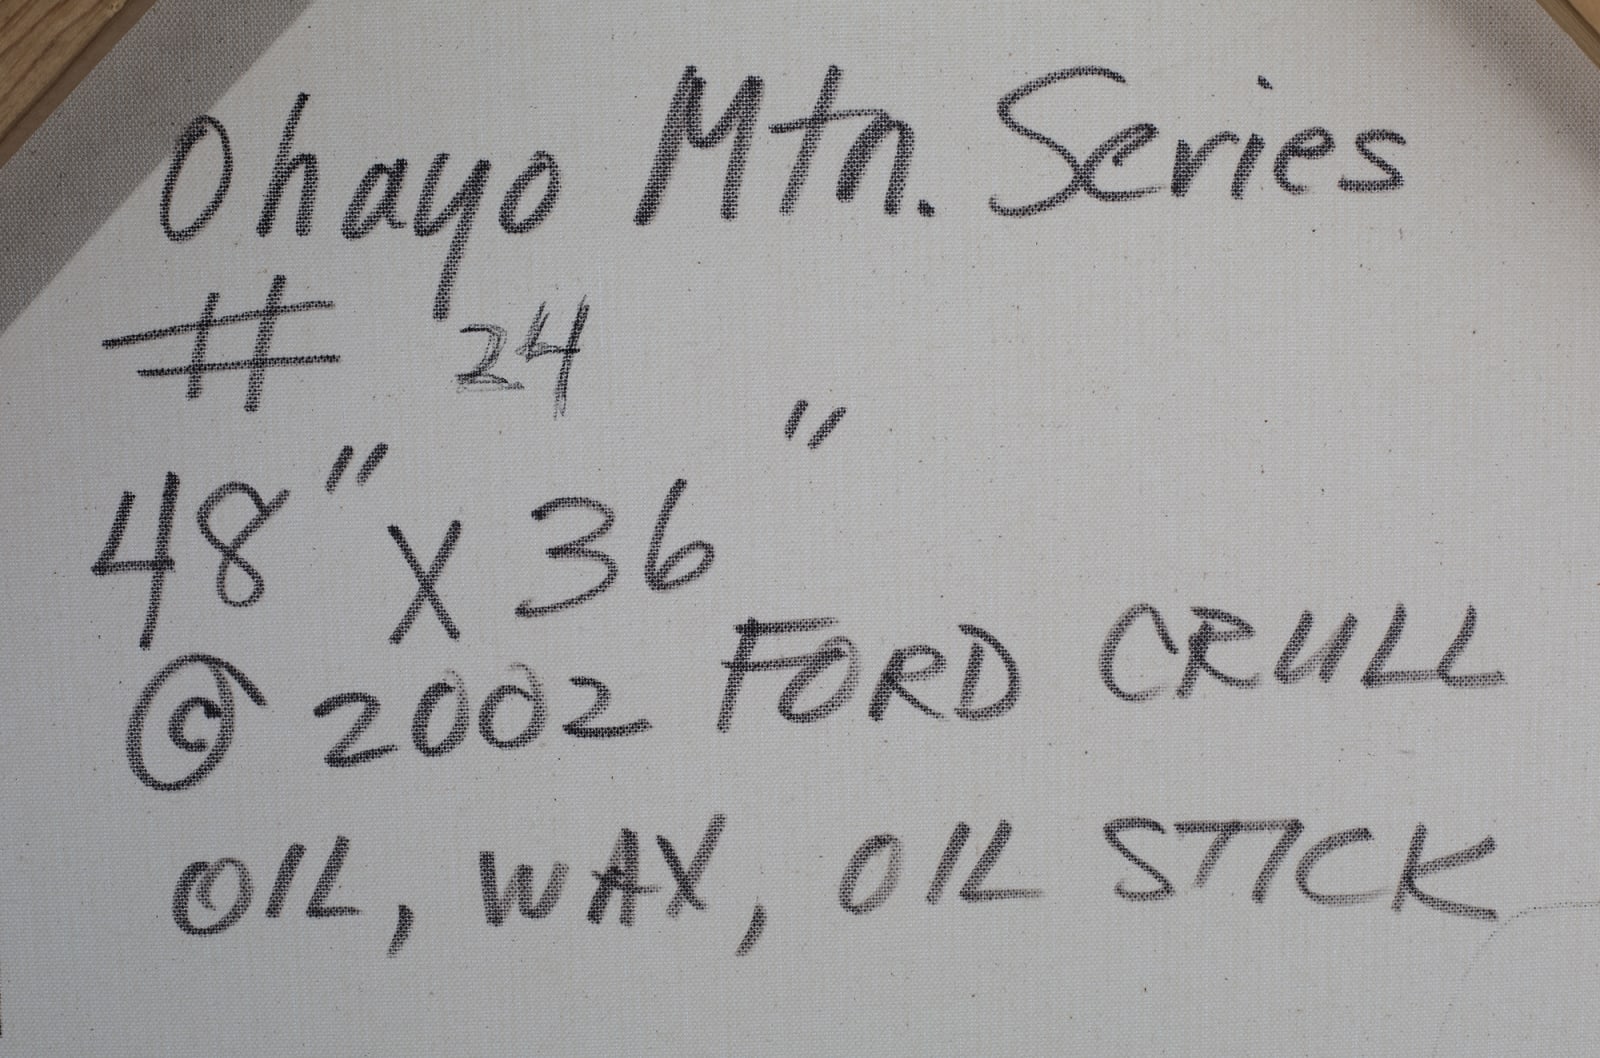 Ohayo Mtn. Series
# 24
48" X 36"
© 2002 FORD CRULL
OIL, WAX, OIL STICK